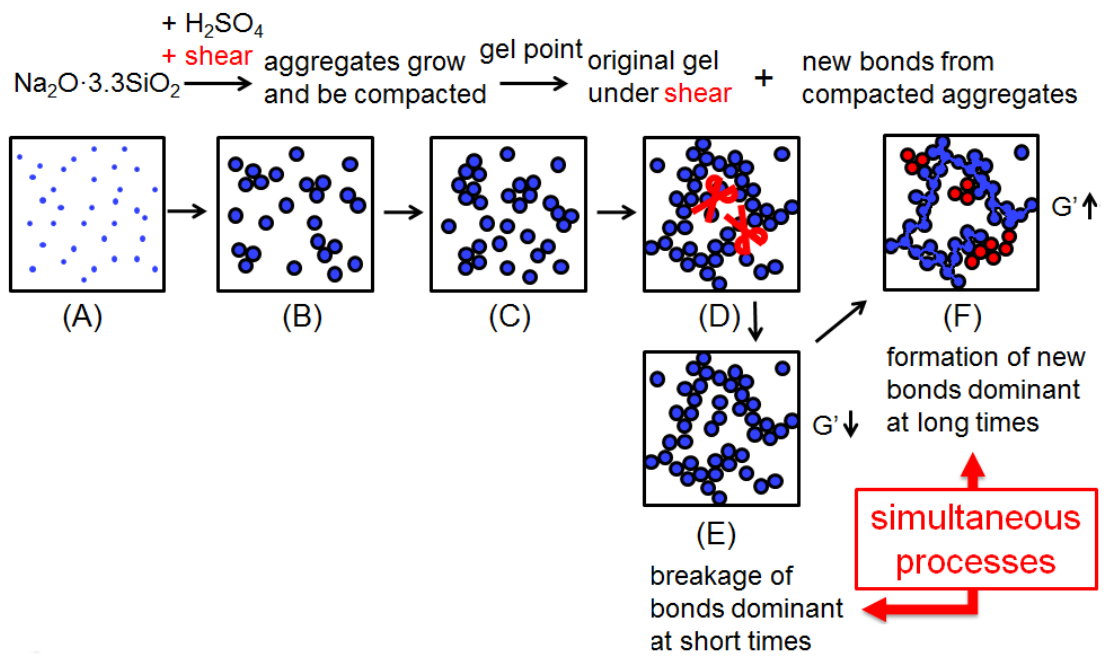 + H₂SO₄
+ shear
Na₂O·3.3SiO₂
aggregates grow
and be compacted
gel point
original gel
under shear
+
new bonds from
compacted aggregates
(A)
(B)
(C)
(D)
G' ↑
(F)
(E)
G' ↓
formation of new
bonds dominant
at long times
simultaneous
processes
breakage of
bonds dominant
at short times